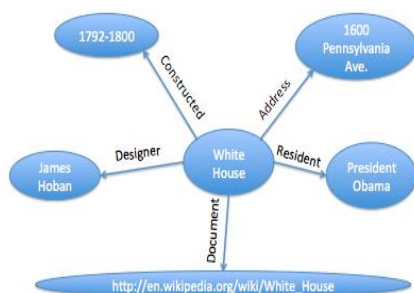 1792-1800
1600
Pennsylvania
Ave.
Constructed
Address
James
Hoban
Designer
White
House
Resident
President
Obama
Document
http://en.wikipedia.org/wiki/White_House